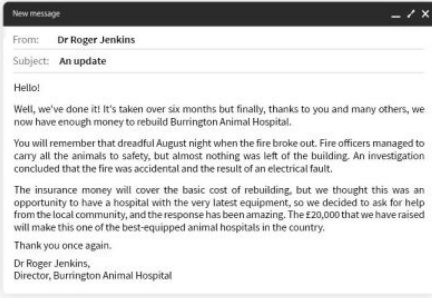 New message
From: Dr Roger Jenkins
Subject: An update
Hello!
Well, we've done it! It's taken over six months but finally, thanks to you and many others, we
now have enough money to rebuild Burrington Animal Hospital.
You will remember that dreadful August night when the fire broke out. Fire officers managed to
carry all the animals to safety, but almost nothing was left of the building. An investigation
concluded that the fire was accidental and the result of an electrical fault.
The insurance money will cover the basic cost of rebuilding, but we thought this was an
opportunity to have a hospital with the very latest equipment, so we decided to ask for help
from the local community, and the response has been amazing. The £20,000 that we have raised
will make this one of the best-equipped animal hospitals in the country.
Thank you once again.
Dr Roger Jenkins,
Director, Burrington Animal Hospital